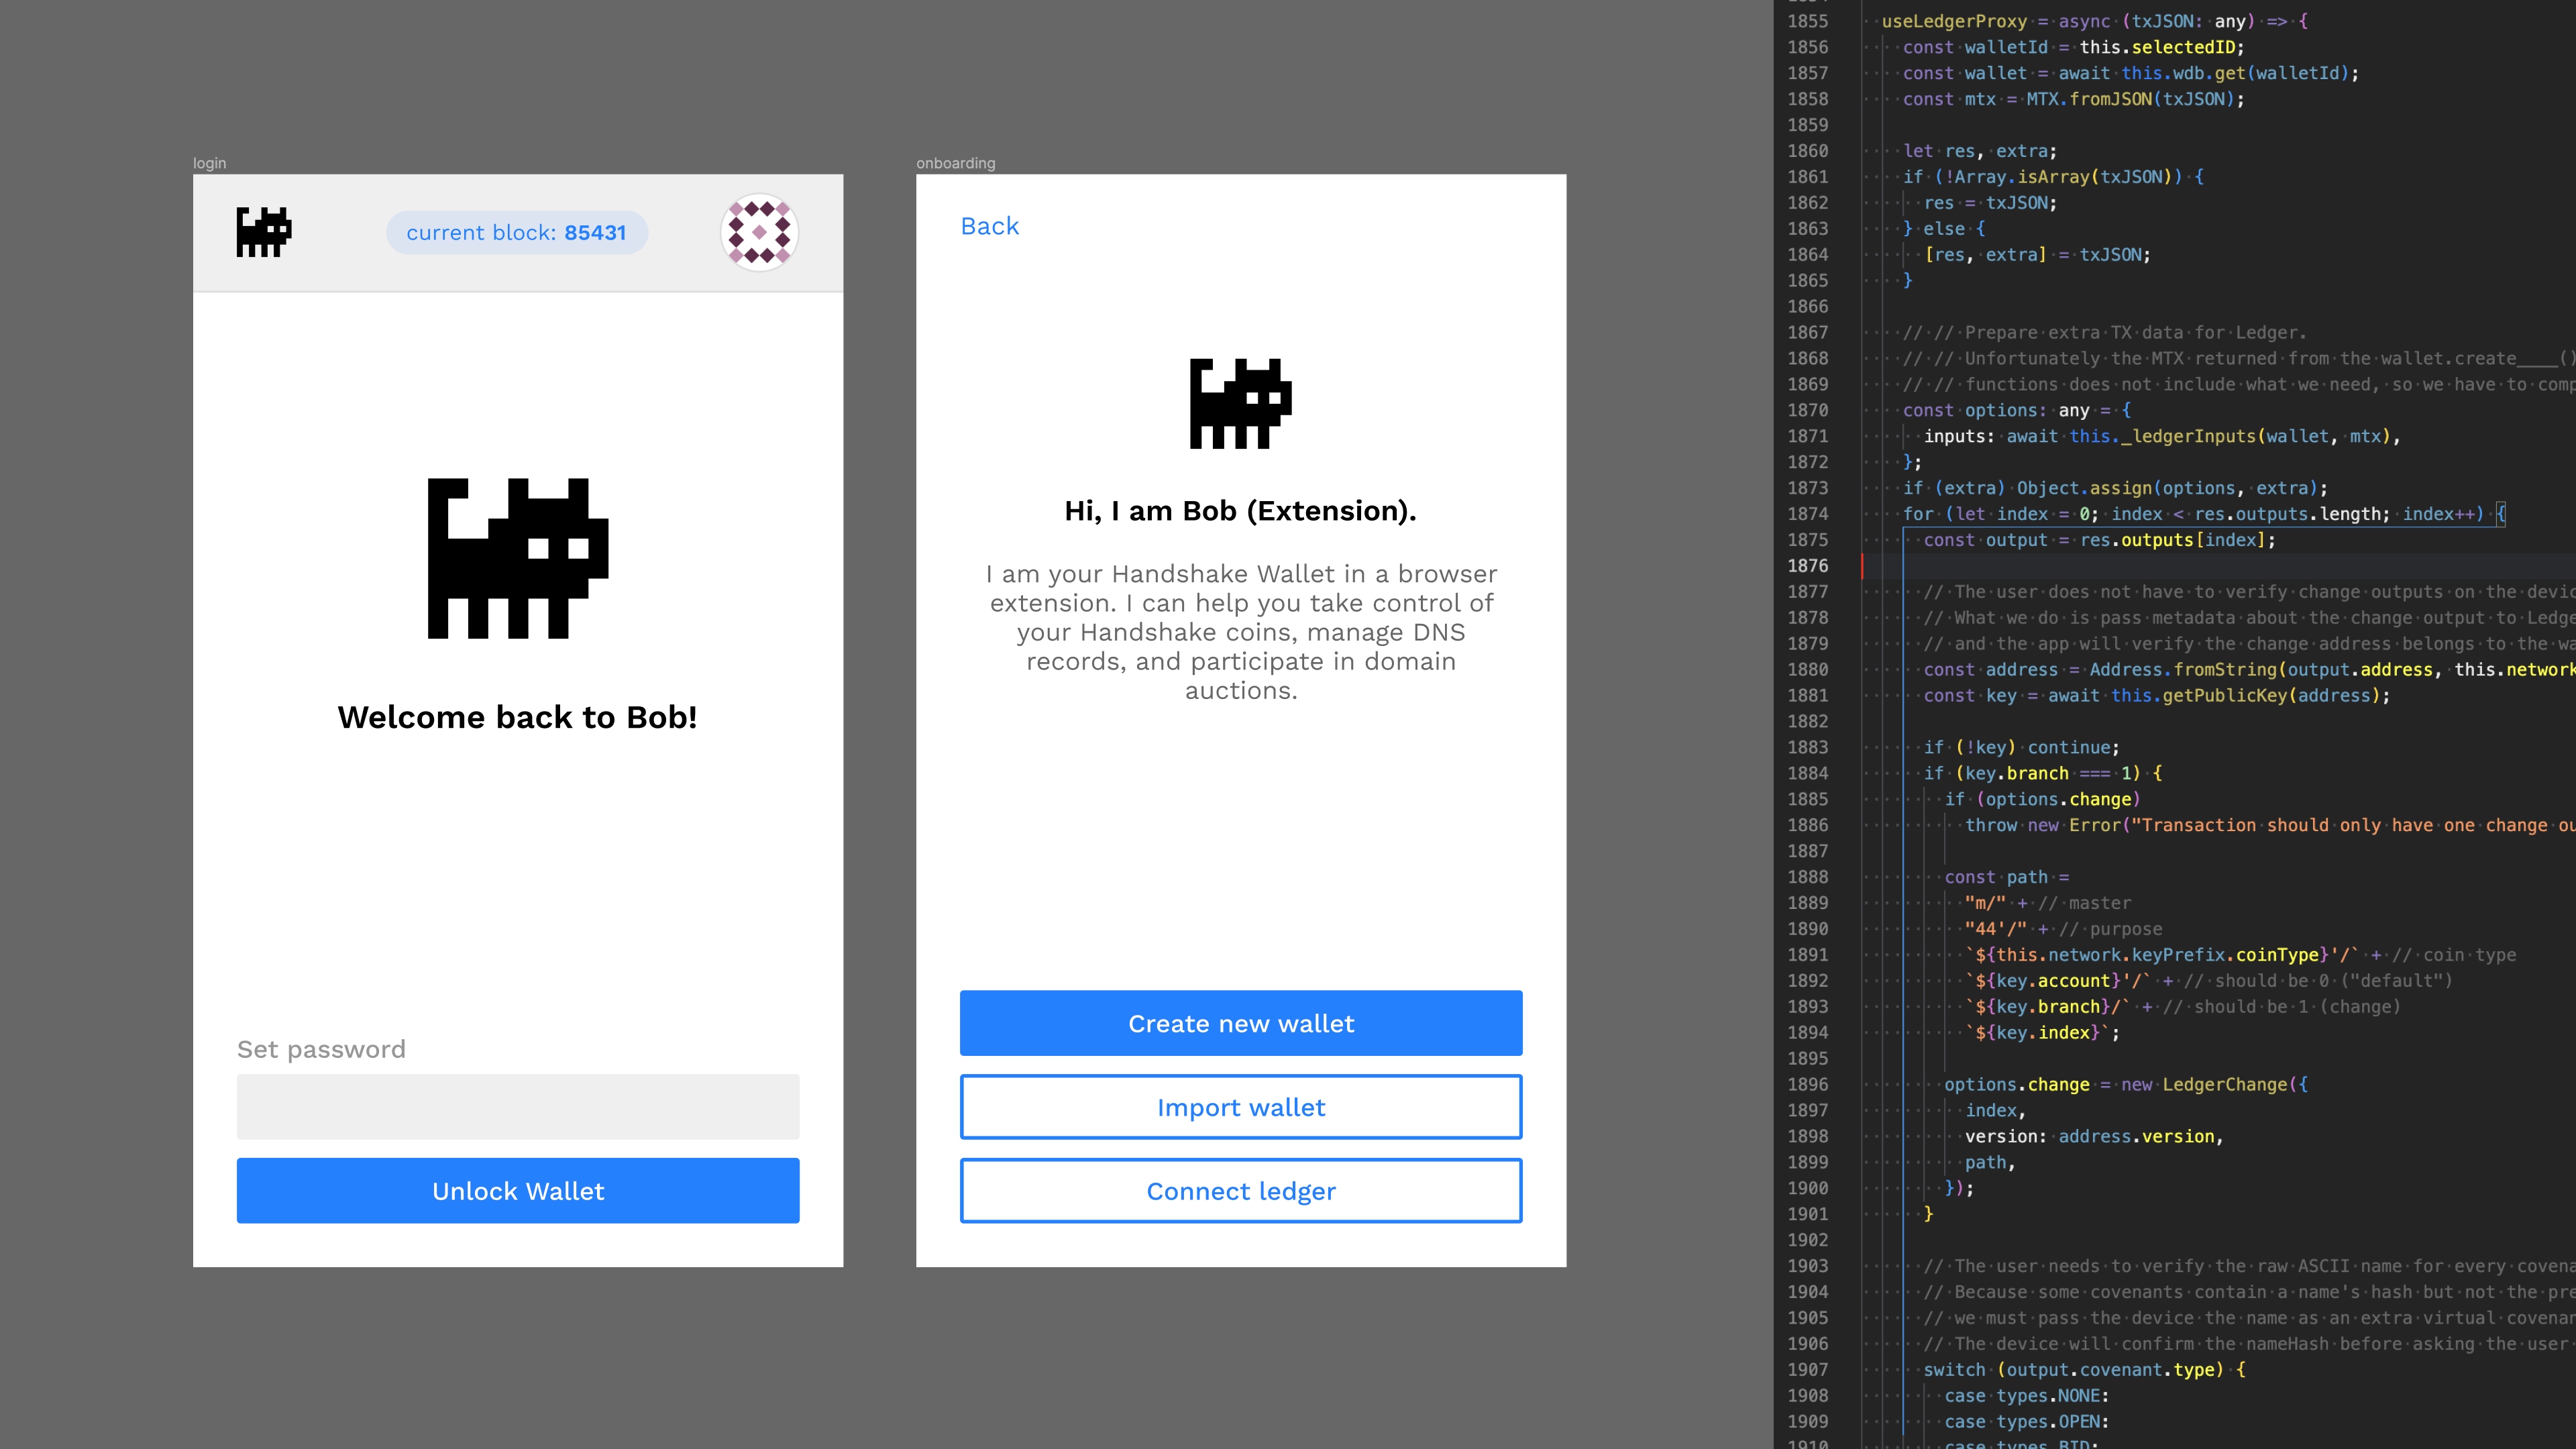 login
current block: 85431
Welcome back to Bob!
Set password
Unlock Wallet
onboarding
Back
Hi, I am Bob (Extension).
I am your Handshake Wallet in a browser
extension. I can help you take control of
your Handshake coins, manage DNS
records, and participate in domain
auctions.
Create new wallet
Import wallet
Connect ledger
1855 useLedgerProxy = async (txJSON: any) => {
1856 const walletId = this.selectedID;
1857 const wallet = await this.wdb.get(walletId);
1858 const mtx = MTX.fromJSON(txJSON);
1859
1860 let res, extra;
1861 if (!Array.isArray(txJSON)) {
1862 res = txJSON;
1863 } else {
1864 [res, extra] = txJSON;
1865 }
1866
1867 // // Prepare extra TX data for Ledger.
1868 // // Unfortunately the MTX returned from the wallet.create____()
1869 // // functions does not include what we need, so we have to comp
1870 const options: any = {
1871 inputs: await this._ledgerInputs(wallet, mtx),
1872 };
1873 if (extra) Object.assign(options, extra);
1874 for (let index = 0; index < res.outputs.length; index++) {
1875 const output = res.outputs[index];
1876
1877 // The user does not have to verify change outputs on the devic
1878 // What we do is pass metadata about the change output to Ledge
1879 // and the app will verify the change address belongs to the wa
1880 const address = Address.fromString(output.address, this.network
1881 const key = await this.getPublicKey(address);
1882
1883 if (!key) continue;
1884 if (key.branch === 1) {
1885 if (options.change)
1886 throw new Error("Transaction should only have one change ou
1887
1888 const path =
1889 "m/" + // master
1890 "44'/" + // purpose
1891 `${this.network.keyPrefix.coinType}'/` + // coin type
1892 `${key.account}'/` + // should be 0 ("default")
1893 `${key.branch}/` + // should be 1 (change)
1894 `${key.index}`;
1895
1896 options.change = new LedgerChange({
1897 index,
1898 version: address.version,
1899 path,
1900 });
1901 }
1902
1903 // The user needs to verify the raw ASCII name for every covena
1904 // Because some covenants contain a name's hash but not the pre
1905 // we must pass the device the name as an extra virtual covenan
1906 // The device will confirm the nameHash before asking the user
1907 switch (output.covenant.type) {
1908 case types.NONE:
1909 case types.OPEN:
1910 case types.BID: